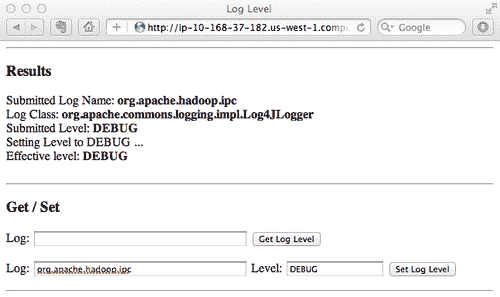 Log Level
http://ip-10-168-37-182.us-west-1.compu
Google
Results
Submitted Log Name: org.apache.hadoop.ipc
Log Class: org.apache.commons.logging.impl.Log4JLogger
Submitted Level: DEBUG
Setting Level to DEBUG ...
Effective level: DEBUG
Get / Set
Log: Get Log Level
Log: org.apache.hadoop.ipc Level: DEBUG Set Log Level